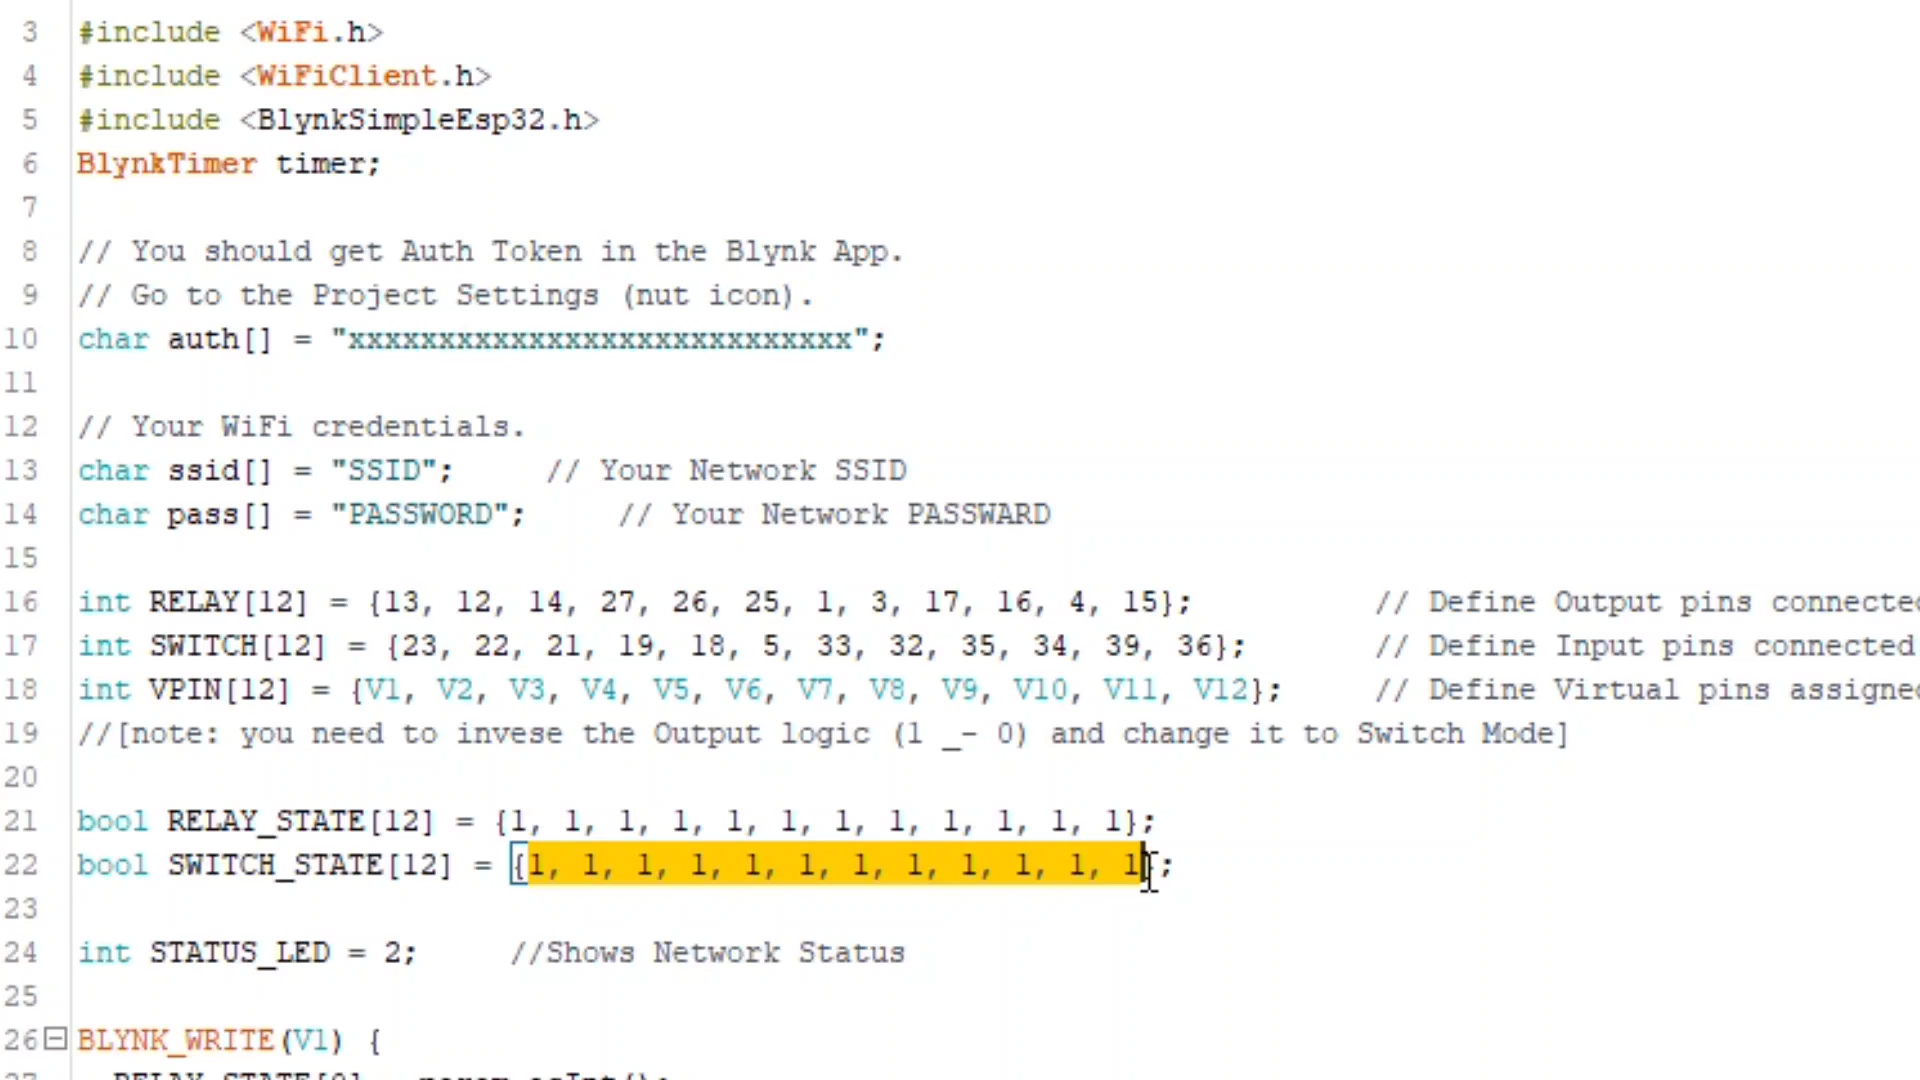 3 #include <WiFi.h>
4 #include <WiFiClient.h>
5 #include <BlynkSimpleEsp32.h>
6 BlynkTimer timer;
7
8 // You should get Auth Token in the Blynk App.
9 // Go to the Project Settings (nut icon).
10 char auth[] = "xxxxxxxxxxxxxxxxxxxxxxxxxxxx";
11
12 // Your WiFi credentials.
13 char ssid[] = "SSID"; // Your Network SSID
14 char pass[] = "PASSWORD"; // Your Network PASSWARD
15
16 int RELAY[12] = {13, 12, 14, 27, 26, 25, 1, 3, 17, 16, 4, 15}; // Define Output pins connected
17 int SWITCH[12] = {23, 22, 21, 19, 18, 5, 33, 32, 35, 34, 39, 36}; // Define Input pins connected
18 int VPIN[12] = {V1, V2, V3, V4, V5, V6, V7, V8, V9, V10, V11, V12}; // Define Virtual pins assigned
19 //[note: you need to invese the Output logic (1 _- 0) and change it to Switch Mode]
20
21 bool RELAY_STATE[12] = {1, 1, 1, 1, 1, 1, 1, 1, 1, 1, 1, 1};
22 bool SWITCH_STATE[12] = {1, 1, 1, 1, 1, 1, 1, 1, 1, 1, 1, 1};
23
24 int STATUS_LED = 2; //Shows Network Status
25
26 BLYNK_WRITE(V1) {
27 RELAY_STATE[0] = param.asInt();